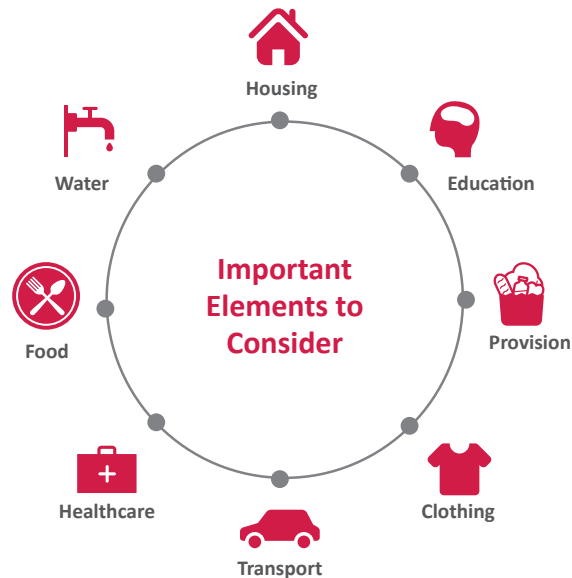 Housing
Education
Provision
Clothing
Transport
Healthcare
Food
Water
Important
Elements to
Consider